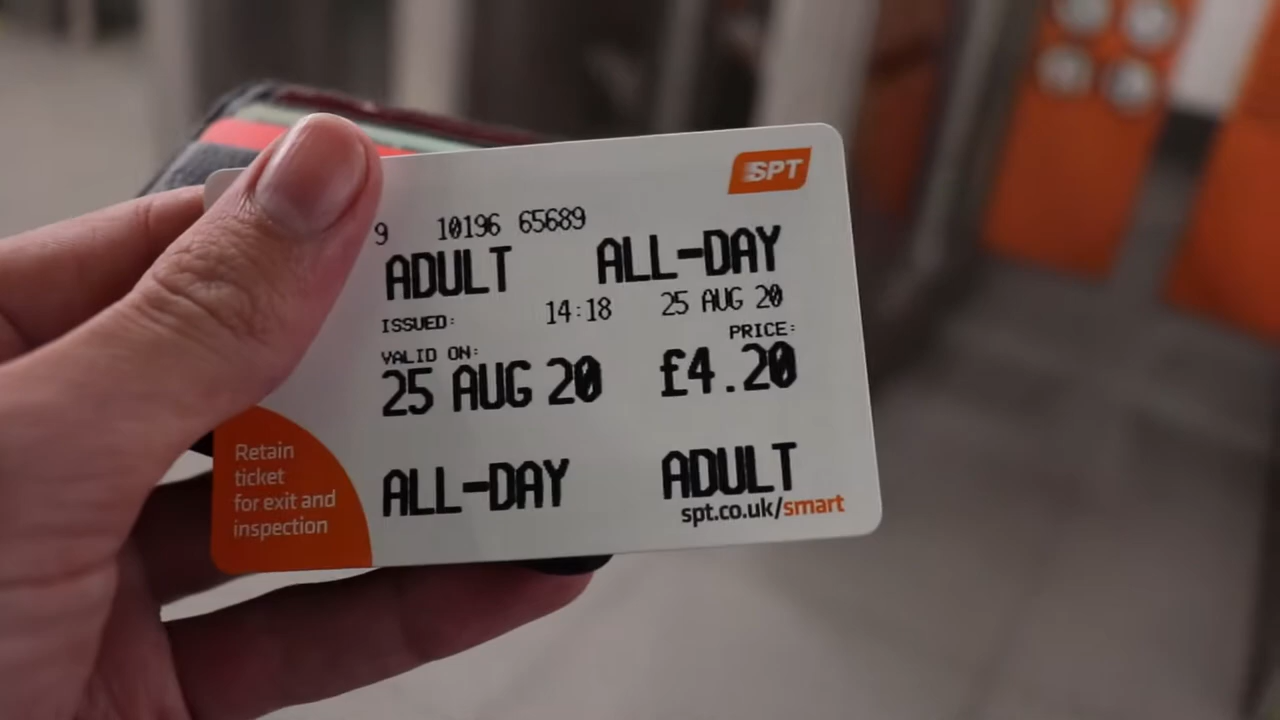 SPT
9 10196 65689
ADULT ALL-DAY
ISSUED: 14:18 25 AUG 20
VALID ON: PRICE:
25 AUG 20 £4.20
ALL-DAY ADULT
spt.co.uk/smart
Retain
ticket
for exit and
inspection